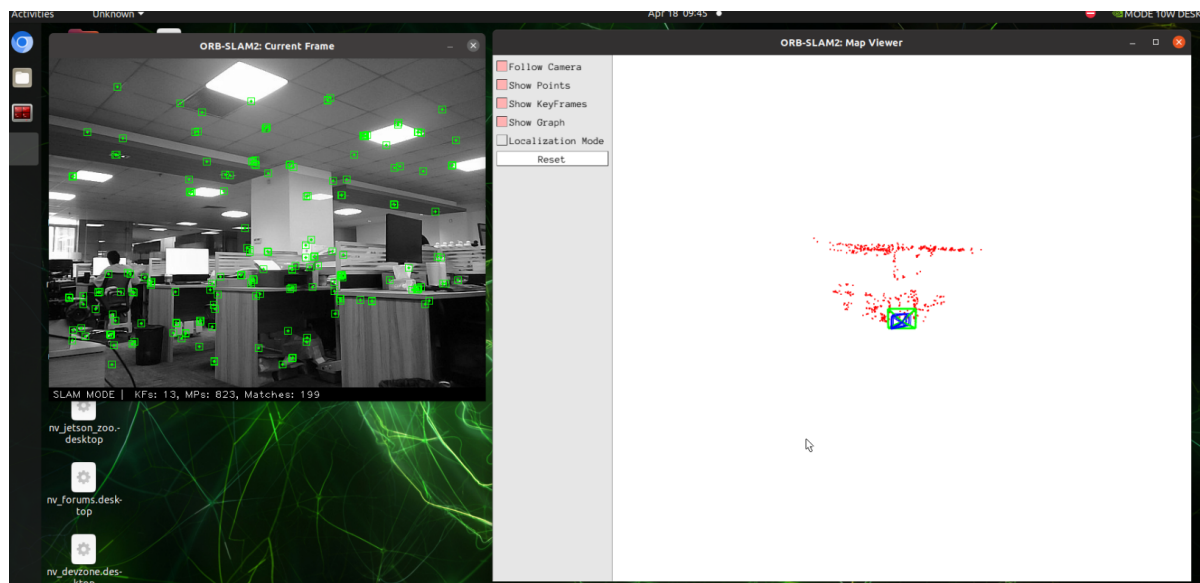 Activities
Unknown
Apr 18 09:45
MODE 10W DESK
ORB-SLAM2: Current Frame
ORB-SLAM2: Map Viewer
Follow Camera
Show Points
Show KeyFrames
Show Graph
Localization Mode
Reset
SLAM MODE | KFs: 13, MPs: 823, Matches: 199
nv_jetson_zoo.-
desktop
nv_forums.desk-
top
nv_devzone.des-
ktop